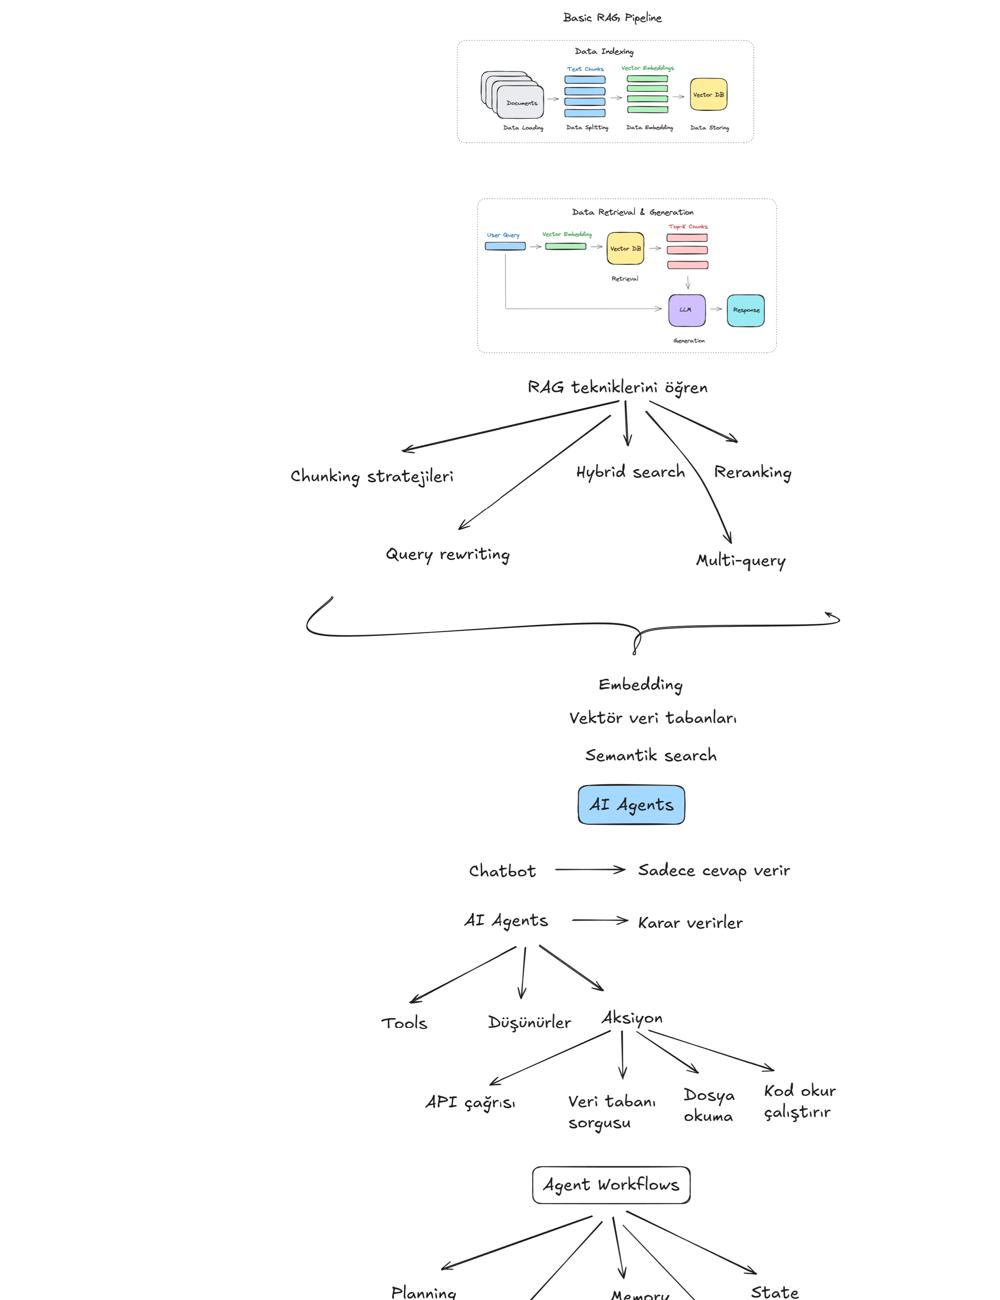 Basic RAG Pipeline
Data Indexing
Text Chunks
Vector Embeddings
Documents
Vector DB
Data Loading
Data Splitting
Data Embedding
Data Storing
Data Retrieval & Generation
User Query
Vector Embedding
Top-K Chunks
Vector DB
Retrieval
LLM
Response
Generation
RAG tekniklerini öğren
Chunking stratejileri
Hybrid search
Reranking
Query rewriting
Multi-query
Embedding
Vektör veri tabanları
Semantik search
AI Agents
Chatbot
Sadece cevap verir
AI Agents
Karar verirler
Tools
Düşünürler
Aksiyon
API çağrısı
Veri tabanı
sorgusu
Dosya
okuma
Kod okur
çalıştırır
Agent Workflows
Planning
Memory
State